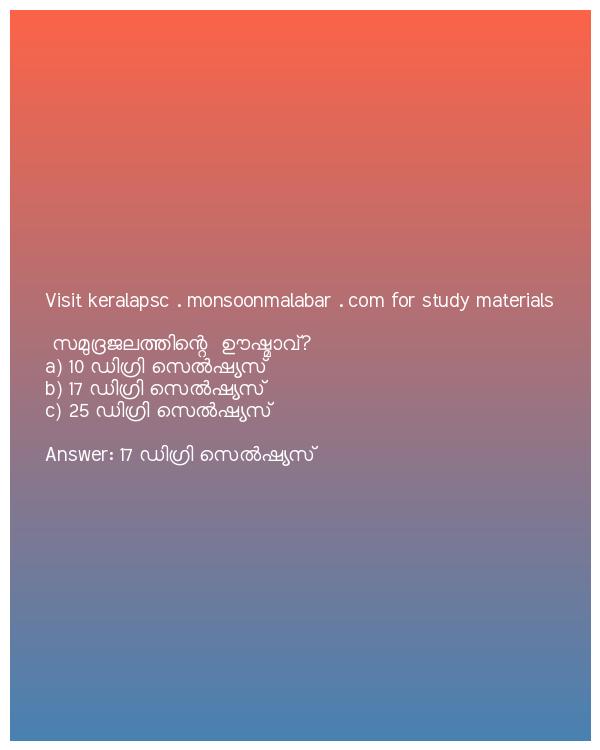 Visit keralapsc . monsoonmalabar . com for study materials
സമുദ്രജലത്തിന്റെ ഊഷ്മാവ്?
a) 10 ഡിഗ്രി സെൽഷ്യസ്
b) 17 ഡിഗ്രി സെൽഷ്യസ്
c) 25 ഡിഗ്രി സെൽഷ്യസ്
Answer: 17 ഡിഗ്രി സെൽഷ്യസ്